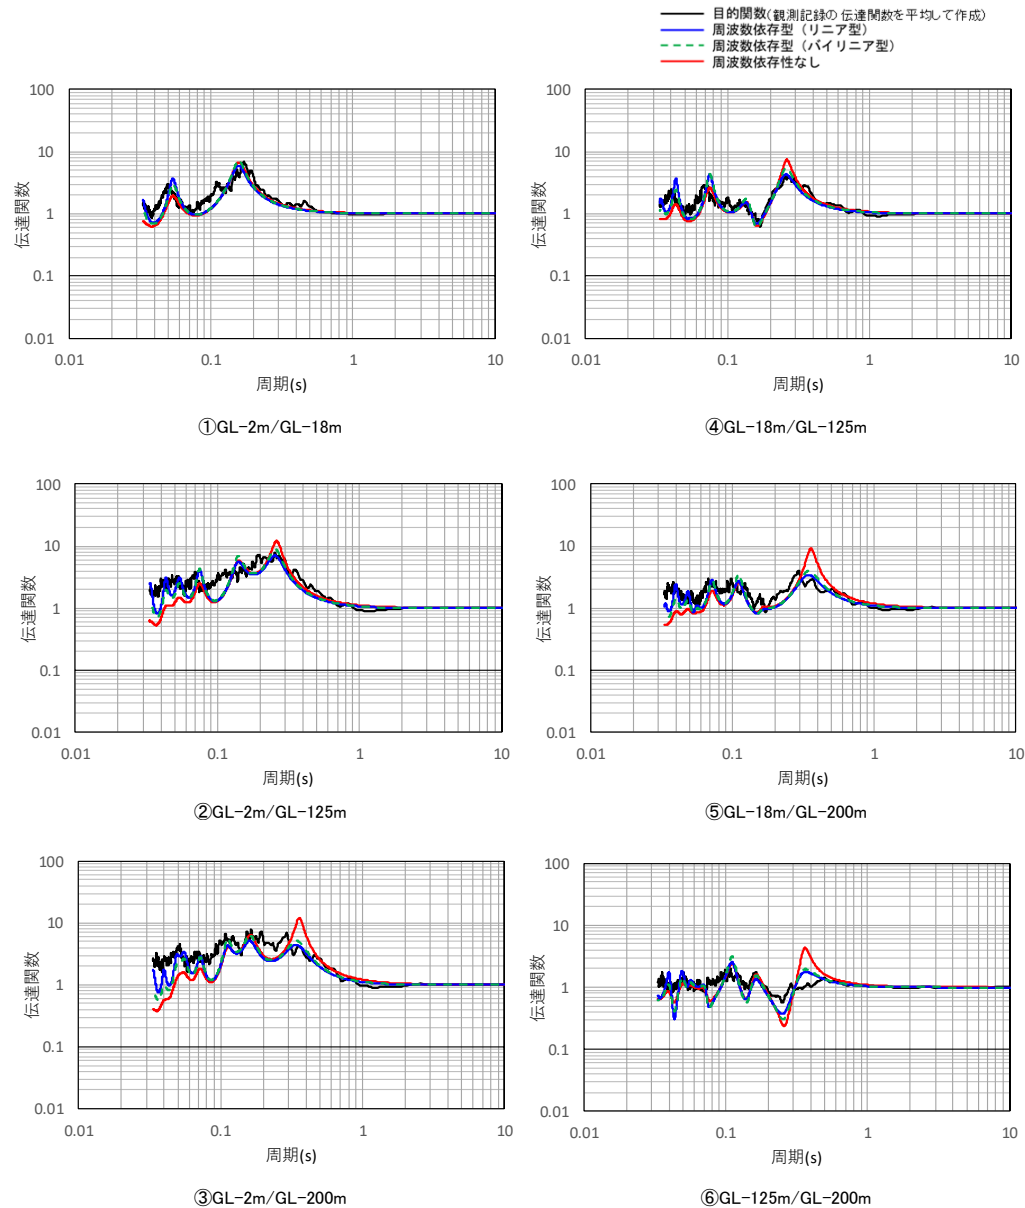 目的関数(観測記録の伝達関数を平均して作成)
周波数依存型（リニア型）
周波数依存型（バイリニア型）
周波数依存性なし
100
10
1
0.1
0.01
伝達関数
0.01
0.1
1
10
周期(s)
①GL-2m/GL-18m
100
10
1
0.1
0.01
伝達関数
0.01
0.1
1
10
周期(s)
④GL-18m/GL-125m
100
10
1
0.1
0.01
伝達関数
0.01
0.1
1
10
周期(s)
②GL-2m/GL-125m
100
10
1
0.1
0.01
伝達関数
0.01
0.1
1
10
周期(s)
⑤GL-18m/GL-200m
100
10
1
0.1
0.01
伝達関数
0.01
0.1
1
10
周期(s)
③GL-2m/GL-200m
100
10
1
0.1
0.01
伝達関数
0.01
0.1
1
10
周期(s)
⑥GL-125m/GL-200m